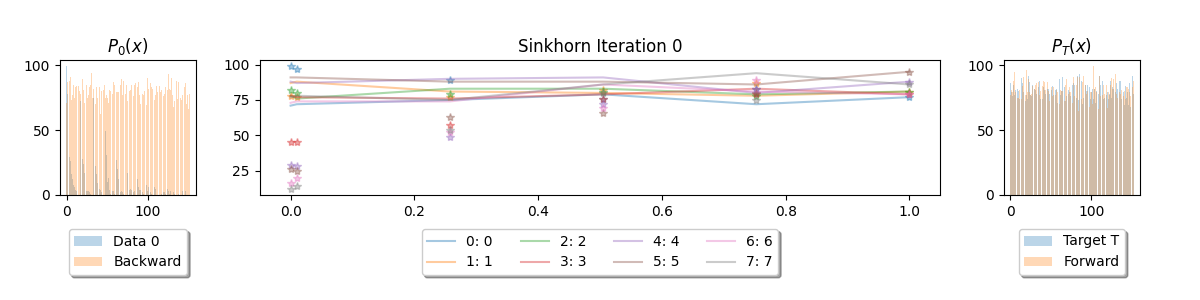 P₀(x)
100
50
0
0 100
Data 0
Backward
Sinkhorn Iteration 0
100
75
50
25
0.0 0.2 0.4 0.6 0.8 1.0
0: 0 2: 2 4: 4 6: 6
1: 1 3: 3 5: 5 7: 7
P_T(x)
100
50
0
0 100
Target T
Forward